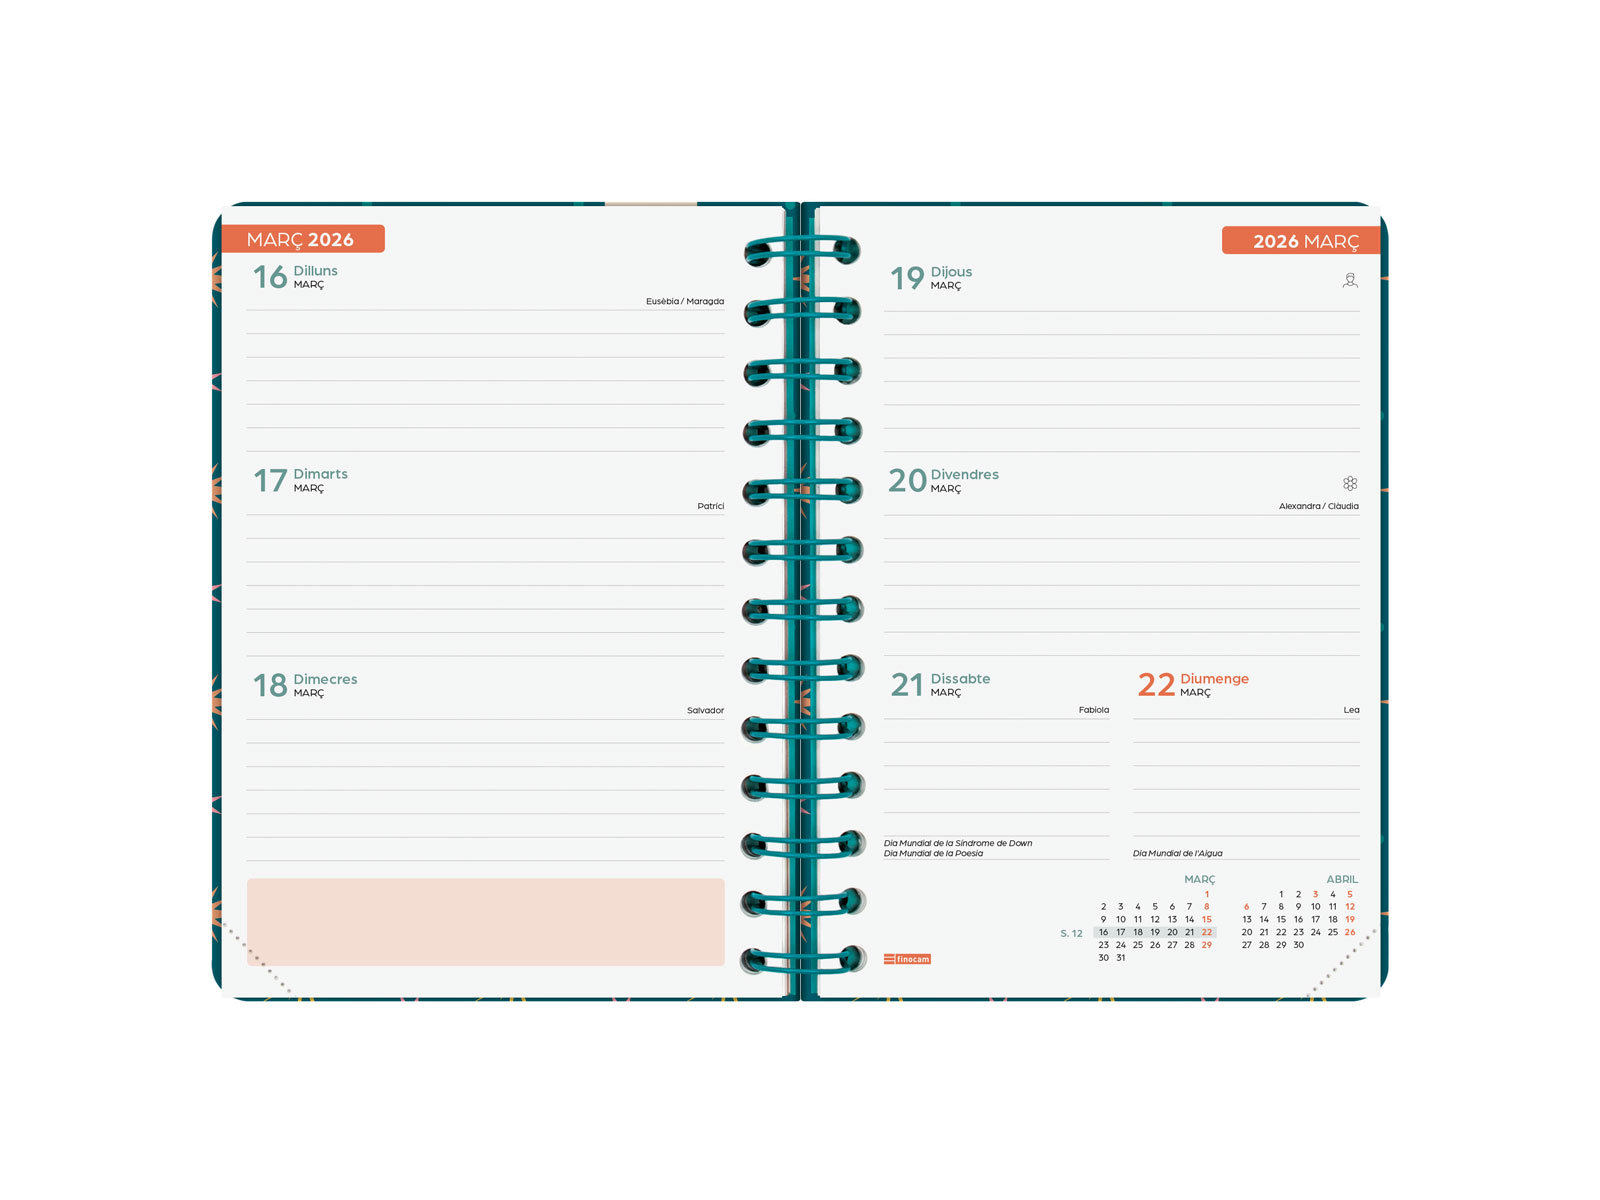 MARÇ 2026
16 Dilluns
MARÇ
Eusèbia / Maragda
17 Dimarts
MARÇ
Patrici
18 Dimecres
MARÇ
Salvador
2026 MARÇ
19 Dijous
MARÇ
20 Divendres
MARÇ
Alexandra / Clàudia
21 Dissabte
MARÇ
Fabiola
Dia Mundial de la Síndrome de Down
Dia Mundial de la Poesia
22 Diumenge
MARÇ
Lea
Dia Mundial de l'Aigua
finocam
S. 12
MARÇ
1
2 3 4 5 6 7 8
9 10 11 12 13 14 15
16 17 18 19 20 21 22
23 24 25 26 27 28 29
30 31
ABRIL
1 2 3 4 5
6 7 8 9 10 11 12
13 14 15 16 17 18 19
20 21 22 23 24 25 26
27 28 29 30